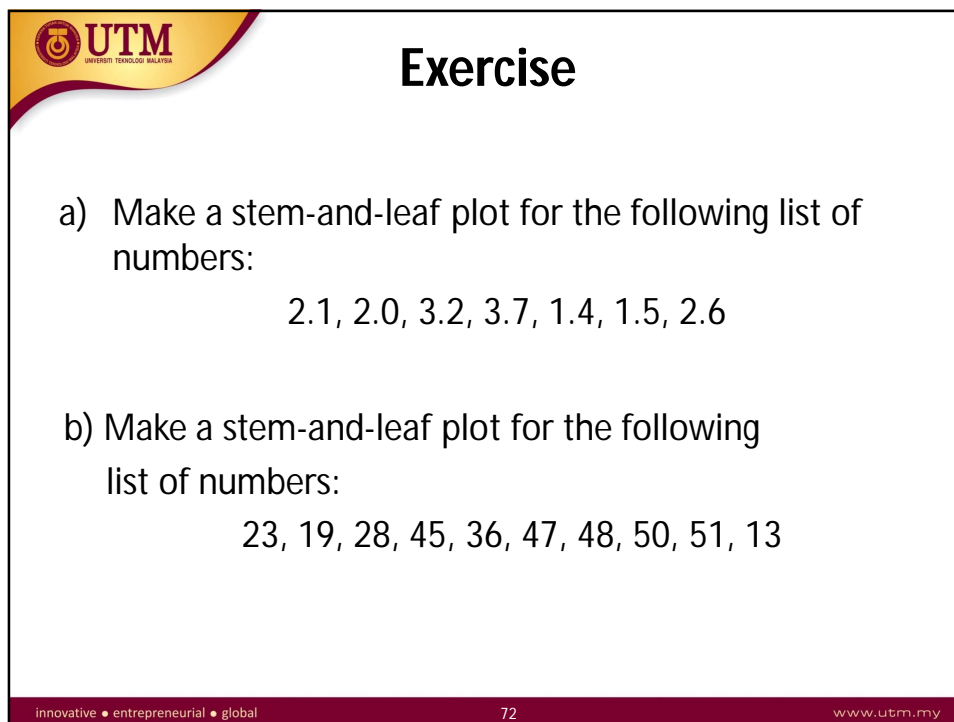 UTM
UNIVERSITI TEKNOLOGI MALAYSIA
Exercise
a) Make a stem-and-leaf plot for the following list of
numbers:
2.1, 2.0, 3.2, 3.7, 1.4, 1.5, 2.6
b) Make a stem-and-leaf plot for the following
list of numbers:
23, 19, 28, 45, 36, 47, 48, 50, 51, 13
innovative ● entrepreneurial ● global
72
www.utm.my